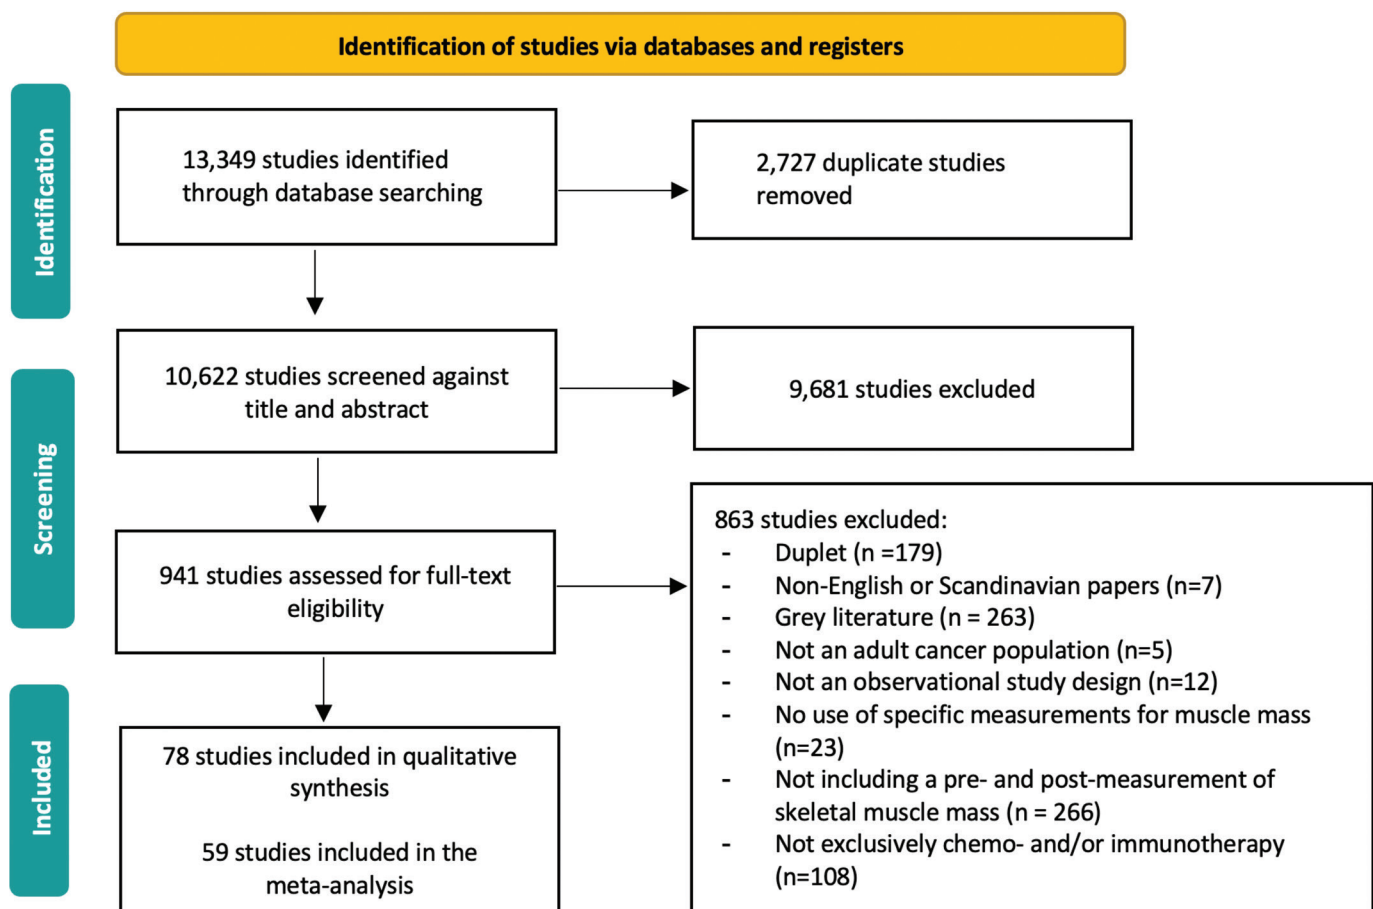 Identification of studies via databases and registers
Identification
13,349 studies identified
through database searching
2,727 duplicate studies
removed
Screening
10,622 studies screened against
title and abstract
9,681 studies excluded
941 studies assessed for full-text
eligibility
863 studies excluded:
- Duplet (n =179)
- Non-English or Scandinavian papers (n=7)
- Grey literature (n = 263)
- Not an adult cancer population (n=5)
- Not an observational study design (n=12)
- No use of specific measurements for muscle mass
(n=23)
- Not including a pre- and post-measurement of
skeletal muscle mass (n = 266)
- Not exclusively chemo- and/or immunotherapy
(n=108)
Included
78 studies included in qualitative
synthesis
59 studies included in the
meta-analysis